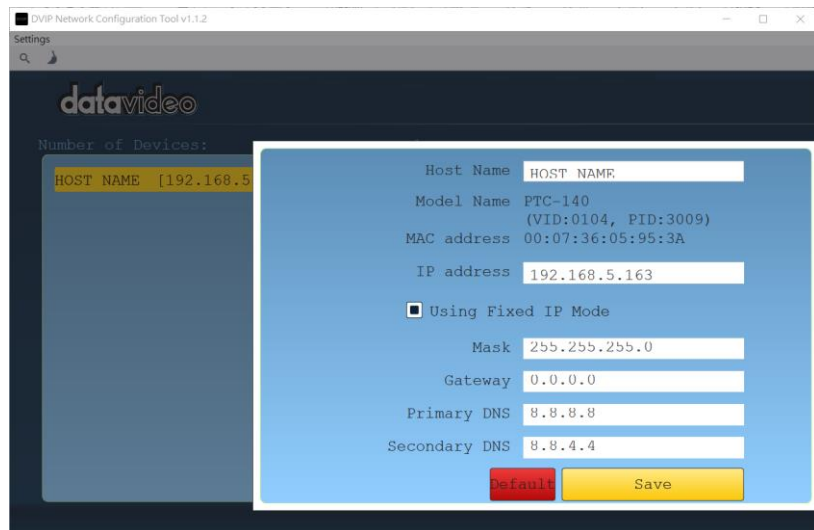 DVIP Network Configuration Tool v1.1.2
Settings
datavideo
Number of Devices:
HOST NAME [192.168.5
Host Name HOST NAME
Model Name PTC-140
(VID:0104, PID:3009)
MAC address 00:07:36:05:95:3A
IP address 192.168.5.163
Using Fixed IP Mode
Mask 255.255.255.0
Gateway 0.0.0.0
Primary DNS 8.8.8.8
Secondary DNS 8.8.4.4
Default Save